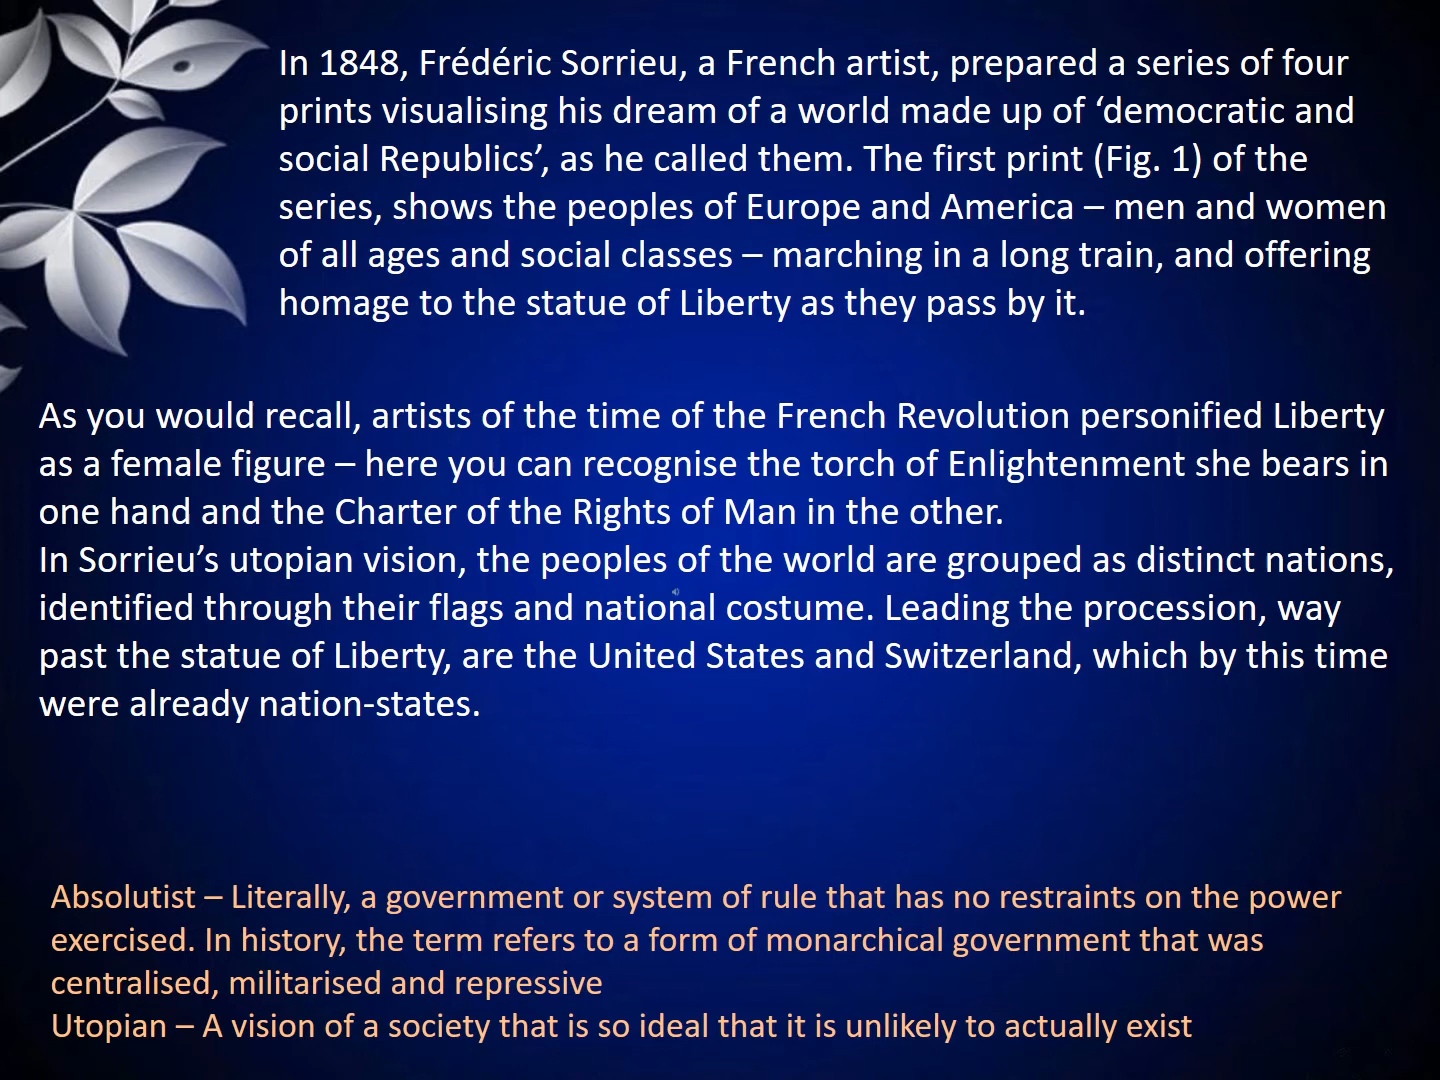 In 1848, Frédéric Sorrieu, a French artist, prepared a series of four
prints visualising his dream of a world made up of ‘democratic and
social Republics’, as he called them. The first print (Fig. 1) of the
series, shows the peoples of Europe and America – men and women
of all ages and social classes – marching in a long train, and offering
homage to the statue of Liberty as they pass by it.
As you would recall, artists of the time of the French Revolution personified Liberty
as a female figure – here you can recognise the torch of Enlightenment she bears in
one hand and the Charter of the Rights of Man in the other.
In Sorrieu’s utopian vision, the peoples of the world are grouped as distinct nations,
identified through their flags and national costume. Leading the procession, way
past the statue of Liberty, are the United States and Switzerland, which by this time
were already nation-states.
Absolutist – Literally, a government or system of rule that has no restraints on the power
exercised. In history, the term refers to a form of monarchical government that was
centralised, militarised and repressive
Utopian – A vision of a society that is so ideal that it is unlikely to actually exist